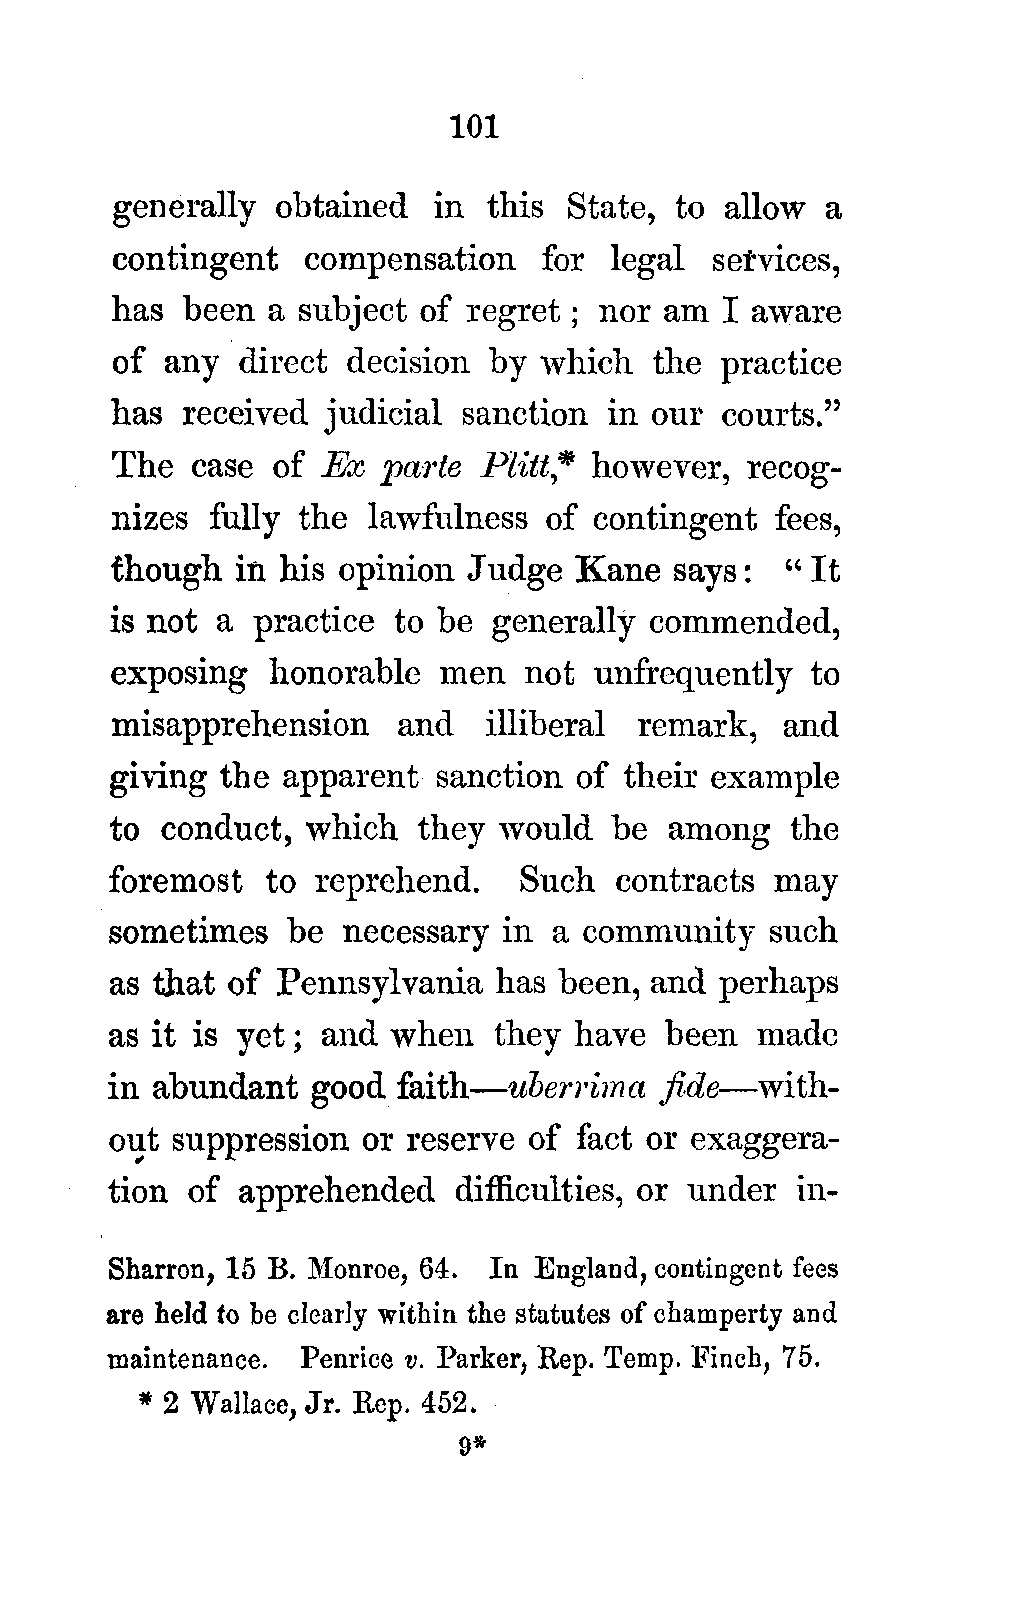 101
generally obtained in this State, to allow a
contingent compensation for legal services,
has been a subject of regret ; nor am I aware
of any direct decision by which the practice
has received judicial sanction in our courts.”
The case of Ex parte Plitt,* however, recog-
nizes fully the lawfulness of contingent fees,
though in his opinion Judge Kane says: “ It
is not a practice to be generally commended,
exposing honorable men not unfrequently to
misapprehension and illiberal remark, and
giving the apparent sanction of their example
to conduct, which they would be among the
foremost to reprehend. Such contracts may
sometimes be necessary in a community such
as that of Pennsylvania has been, and perhaps
as it is yet ; and when they have been made
in abundant good faith—uberrima fide—with-
out suppression or reserve of fact or exaggera-
tion of apprehended difficulties, or under in-
Sharron, 15 B. Monroe, 64. In England, contingent fees
are held to be clearly within the statutes of champerty and
maintenance. Penrice v. Parker, Rep. Temp. Finch, 75.
* 2 Wallace, Jr. Rep. 452.
9*